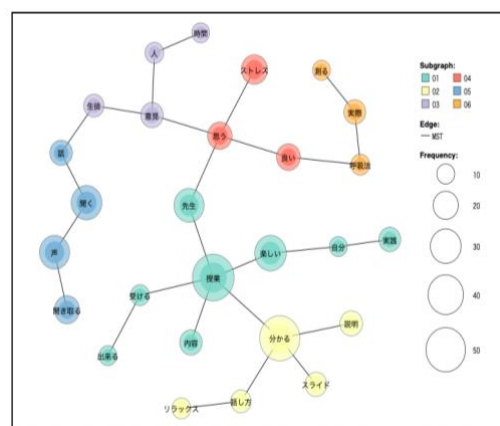 時間
人
生徒
意見
ストレス
測る
実際
呼吸法
思う
良い
話
聞く
声
聞き取る
先生
授業
楽しい
自分
実践
受ける
出来る
内容
分かる
説明
スライド
話し方
リラックス
Subgraph:
01 04
02 05
03 06
Edge:
MST
Frequency:
10
20
30
40
50